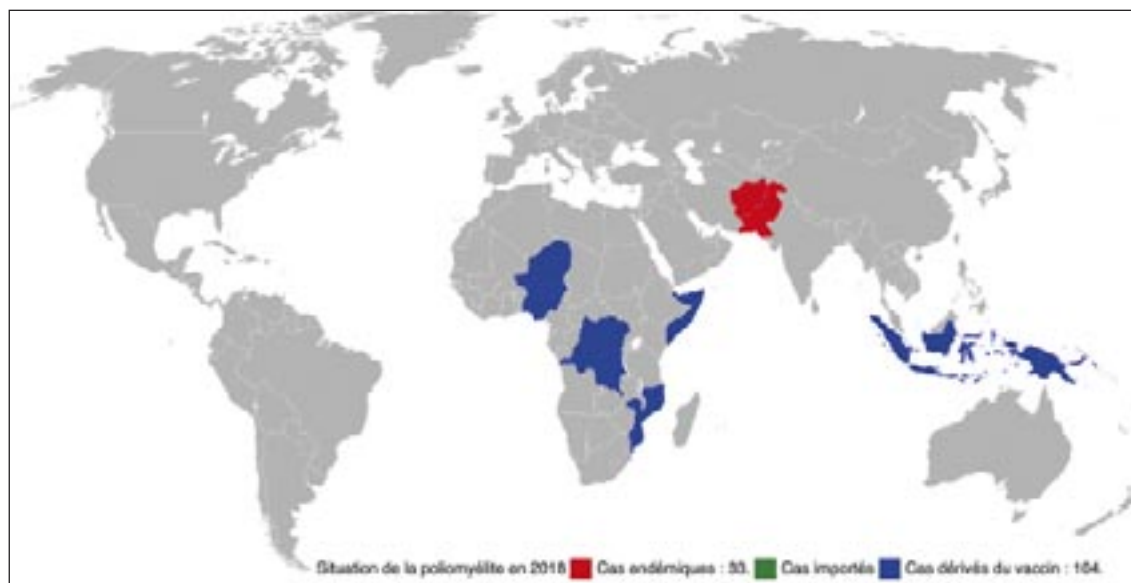 Situation de la poliomyélite en 2018 Cas endémiques : 33. Cas importés Cas dérivés du vaccin : 104.